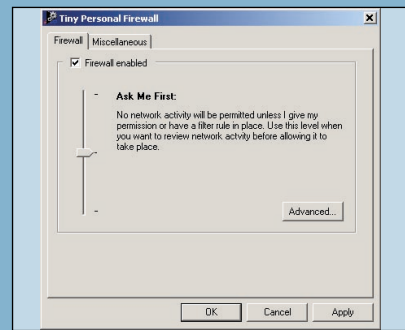 Tiny Personal Firewall
Firewall
Miscellaneous
Firewall enabled
Ask Me First:
No network activity will be permitted unless I give my
permission or have a filter rule in place. Use this level when
you want to review network actvity before allowing it to
take place.
Advanced...
OK
Cancel
Apply